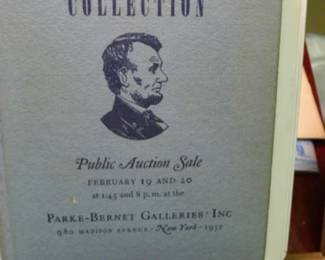 COLLECTION
Public Auction Sale
FEBRUARY 19 AND 20
at 1:45 and 8 p.m. at the
PARKE-BERNET GALLERIES · INC
980 MADISON AVENUE · New York · 1952